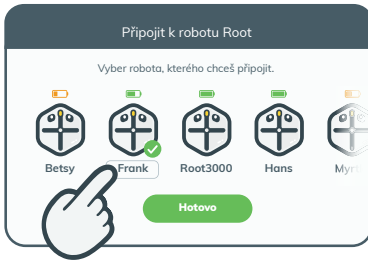 Připojit k robotu Root
Vyber robota, kterého chceš připojit.
Betsy Frank Root3000 Hans
Hotovo